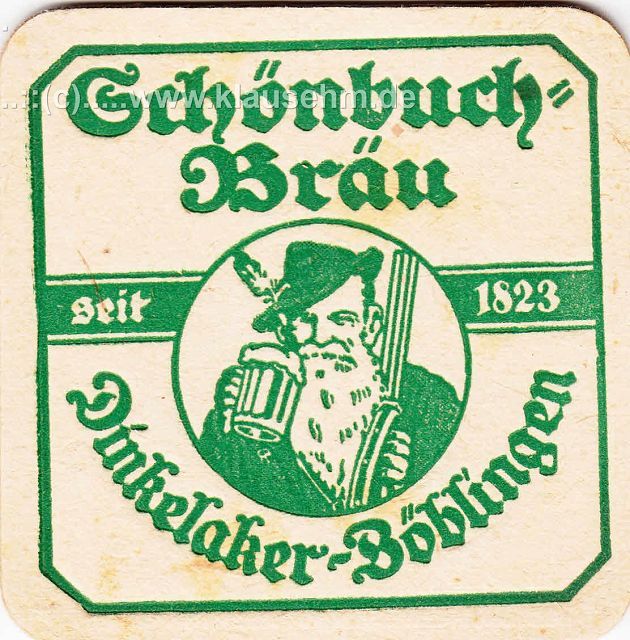 Schönbuch-
..::(c):.....www.klausehm.de
Bräu
seit 1823
Dinkelaker-Böblingen